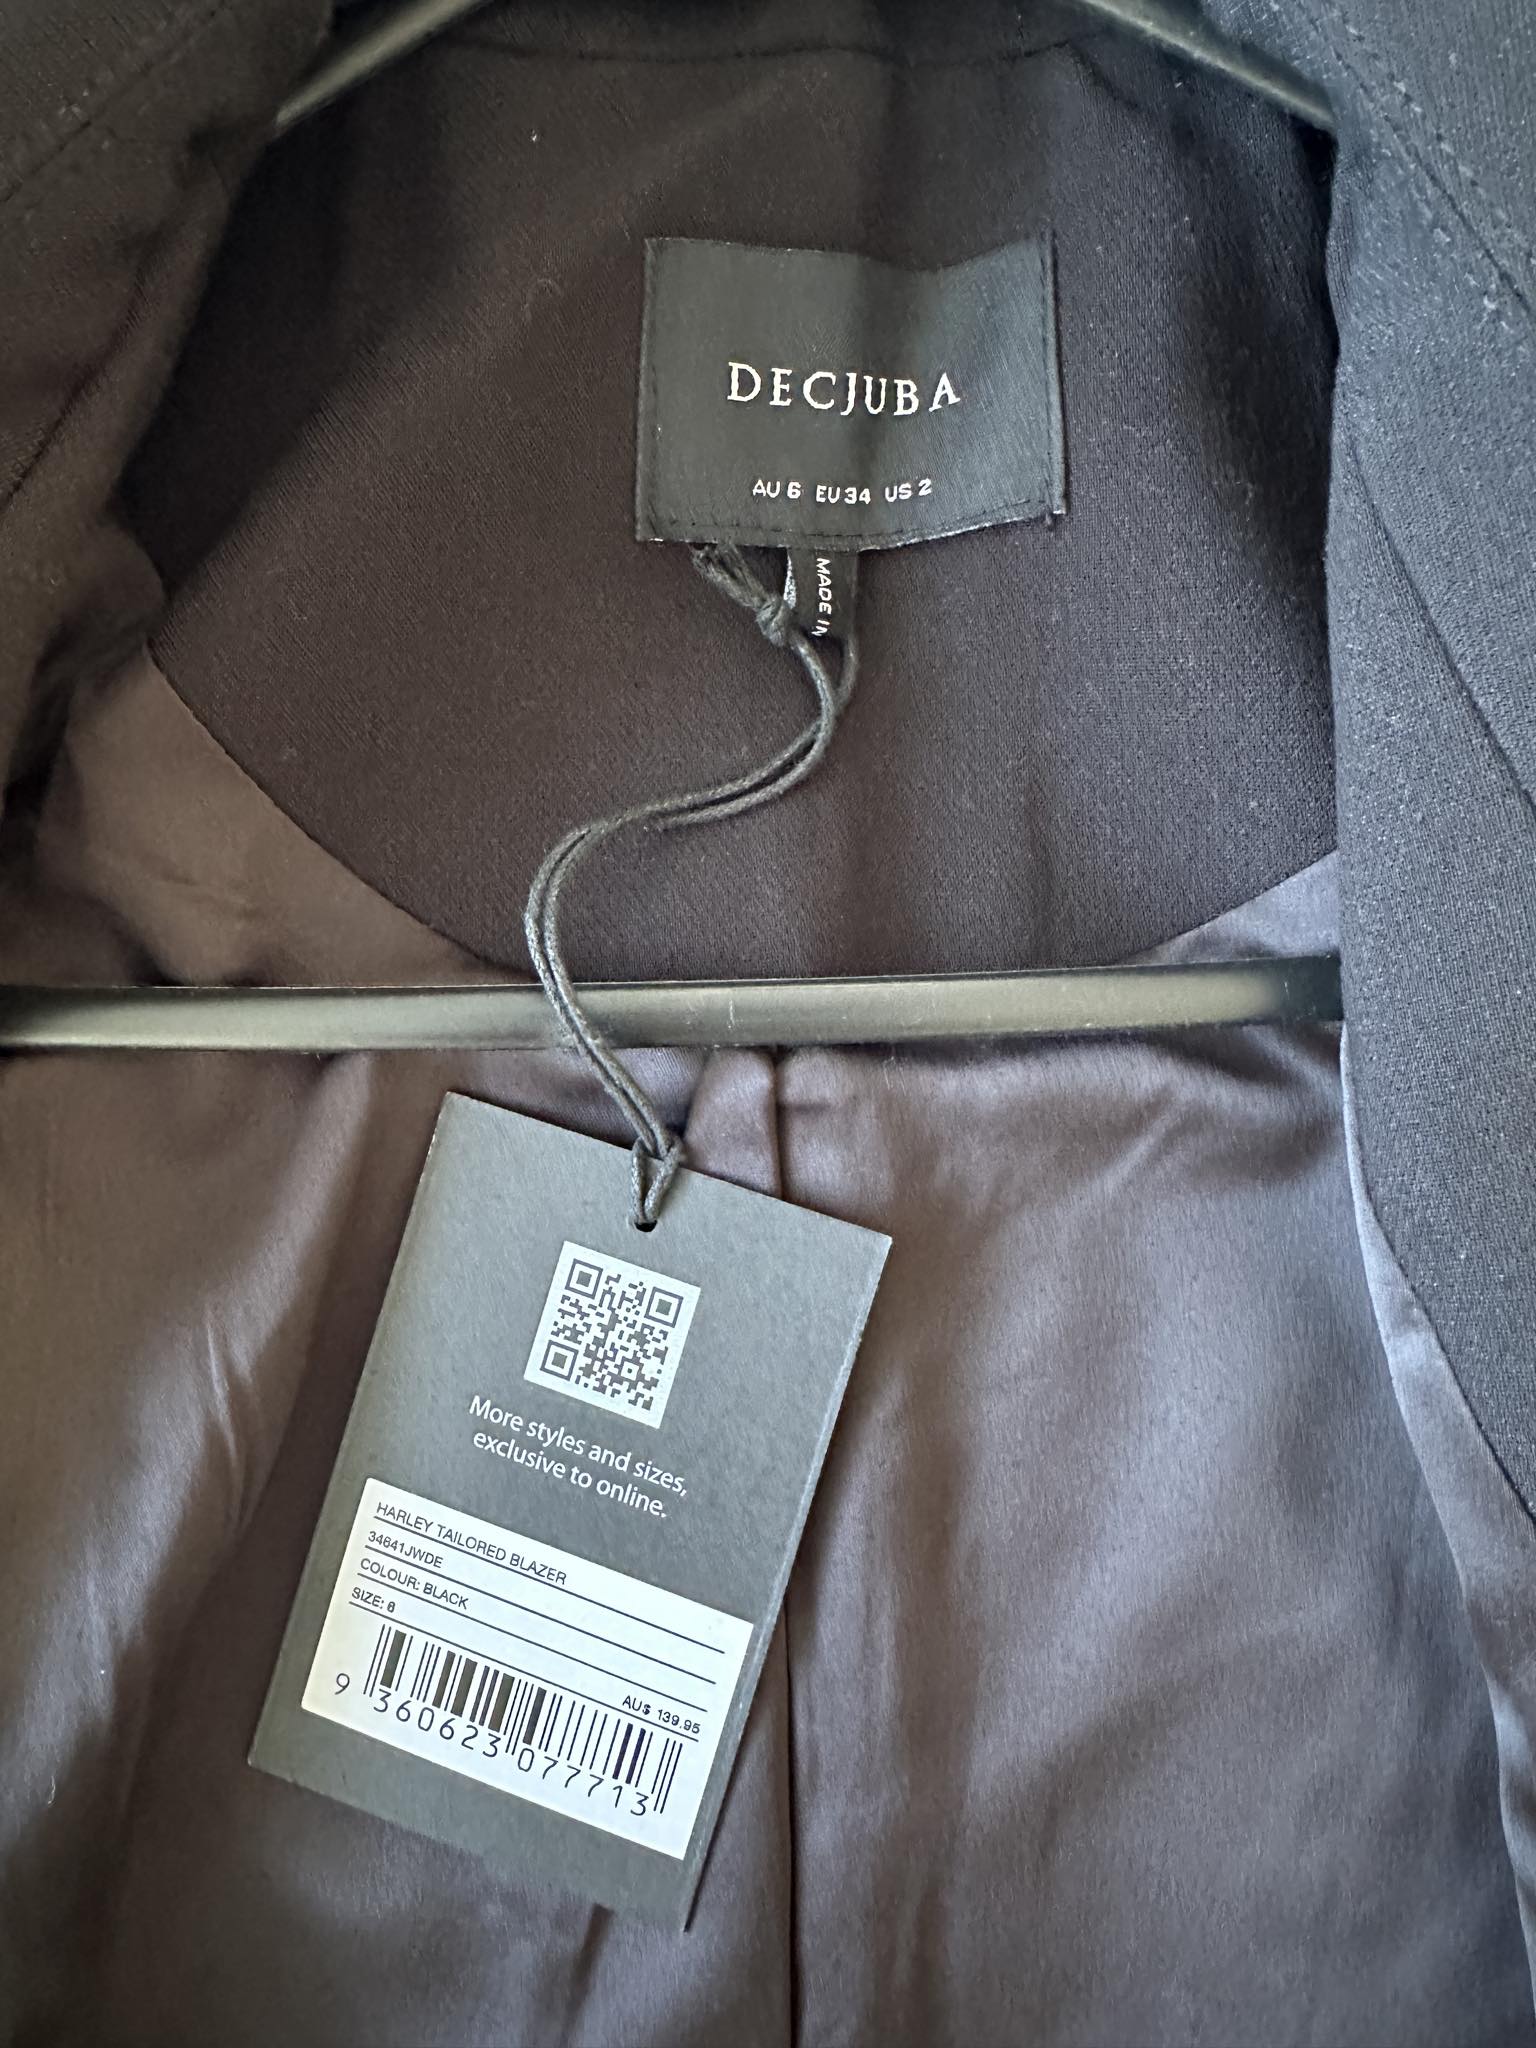 DECJUBA
AU 6 EU 34 US 2
MADE IN
More styles and sizes,
exclusive to online.
HARLEY TAILORED BLAZER
34641JWDE
COLOUR: BLACK
SIZE: 6
AU$ 139.95
9 360623 077713